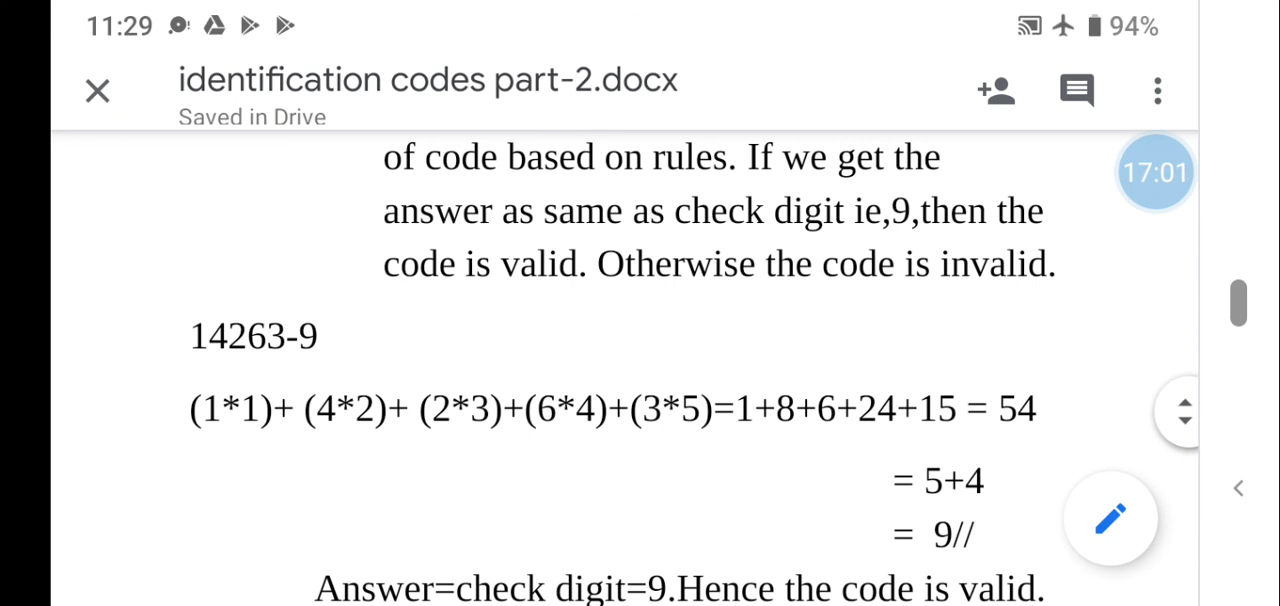 11:29
94%
identification codes part-2.docx
Saved in Drive
17:01
of code based on rules. If we get the
answer as same as check digit ie,9,then the
code is valid. Otherwise the code is invalid.
14263-9
(1*1)+ (4*2)+ (2*3)+(6*4)+(3*5)=1+8+6+24+15 = 54
= 5+4
= 9//
Answer=check digit=9.Hence the code is valid.